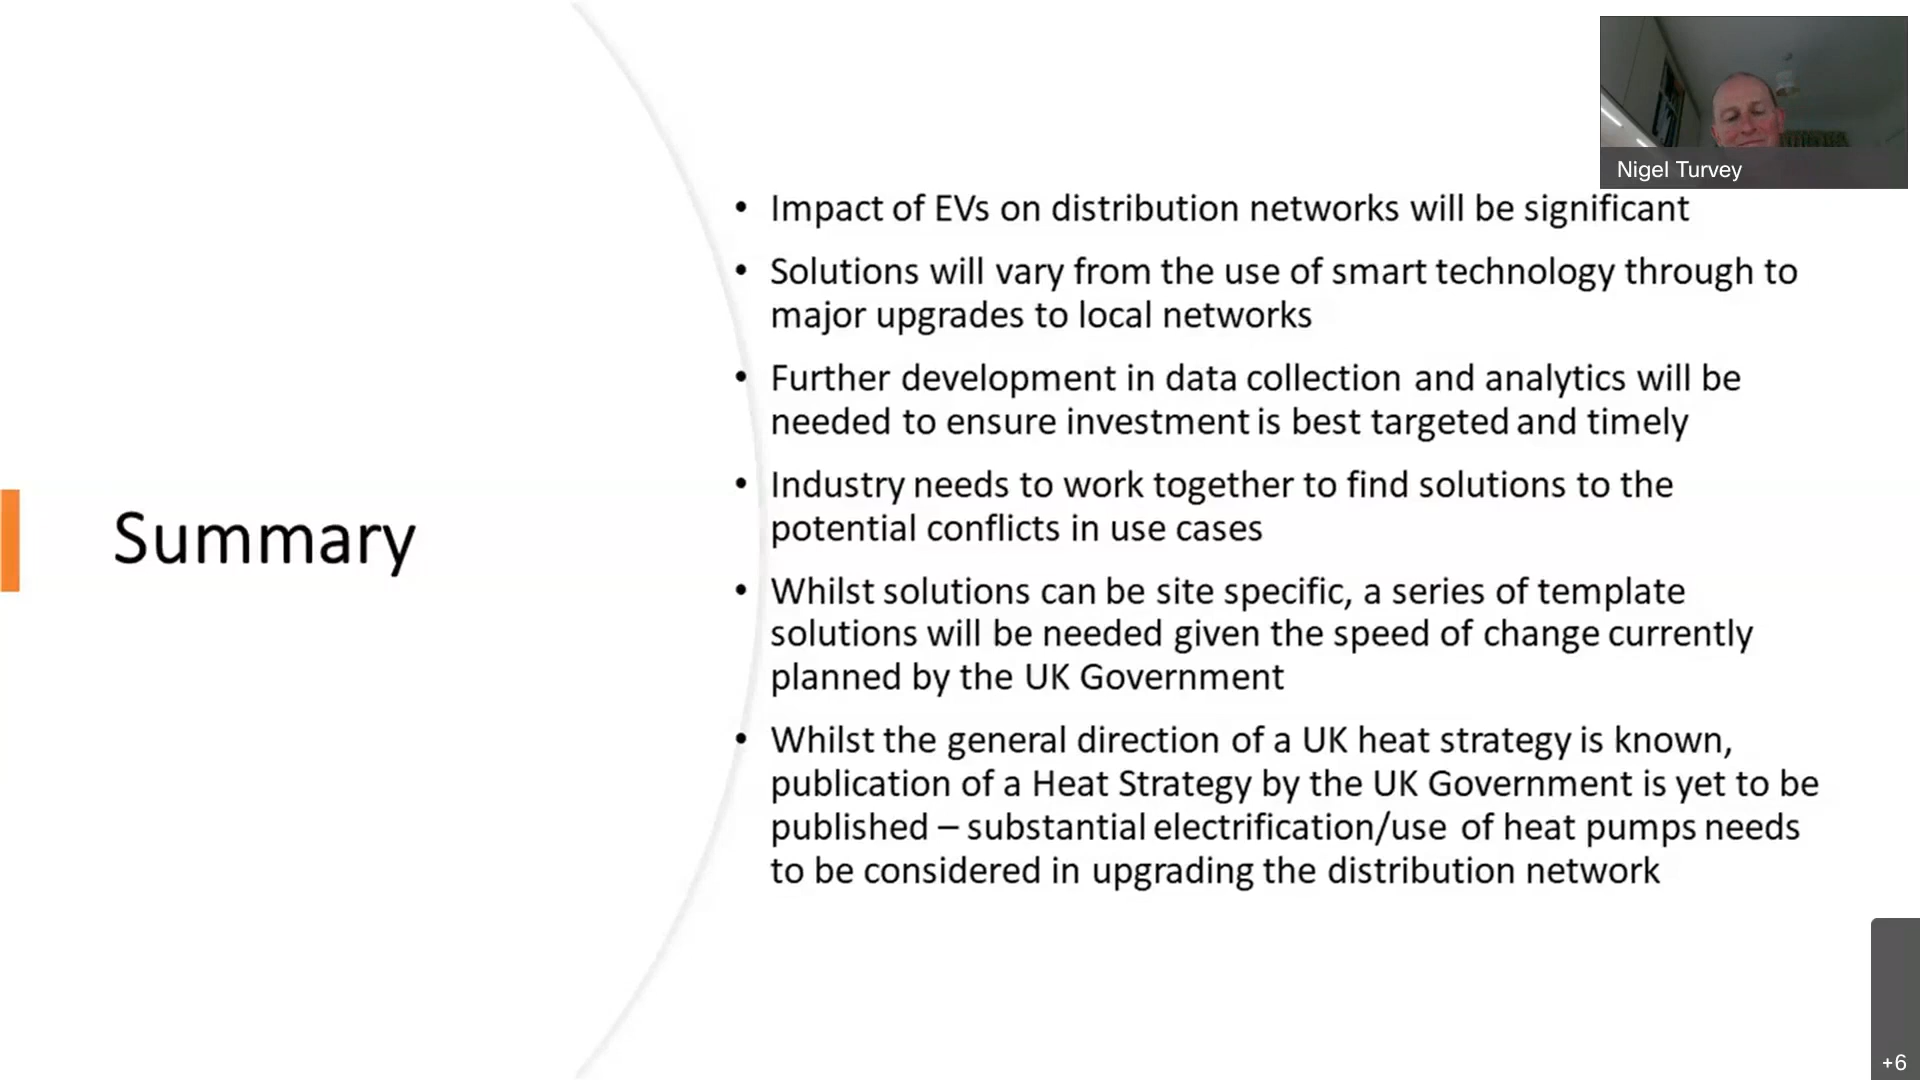 Nigel Turvey
Summary
• Impact of EVs on distribution networks will be significant
• Solutions will vary from the use of smart technology through to
major upgrades to local networks
• Further development in data collection and analytics will be
needed to ensure investment is best targeted and timely
• Industry needs to work together to find solutions to the
potential conflicts in use cases
• Whilst solutions can be site specific, a series of template
solutions will be needed given the speed of change currently
planned by the UK Government
• Whilst the general direction of a UK heat strategy is known,
publication of a Heat Strategy by the UK Government is yet to be
published – substantial electrification/use of heat pumps needs
to be considered in upgrading the distribution network
+6